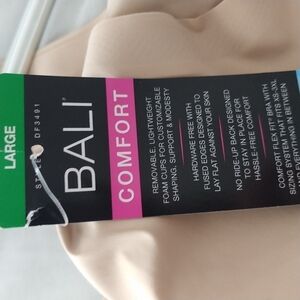 LARGE
STYLE DF3491
BALI®
COMFORT
REMOVABLE, LIGHTWEIGHT
FOAM CUPS FOR CUSTOMIZABLE
SHAPING, SUPPORT & MODESTY
HARDWARE FREE WITH
FUSED EDGES DESIGNED TO
LAY FLAT AGAINST YOUR SKIN
NO RIDE-UP BACK DESIGNED
TO STAY IN PLACE FOR
HASSLE-FREE COMFORT
COMFORT FLEX FIT BRA WITH
SIZING SYSTEM THAT FITS XS-3XL
AND EVERYTHING IN BETWEEN